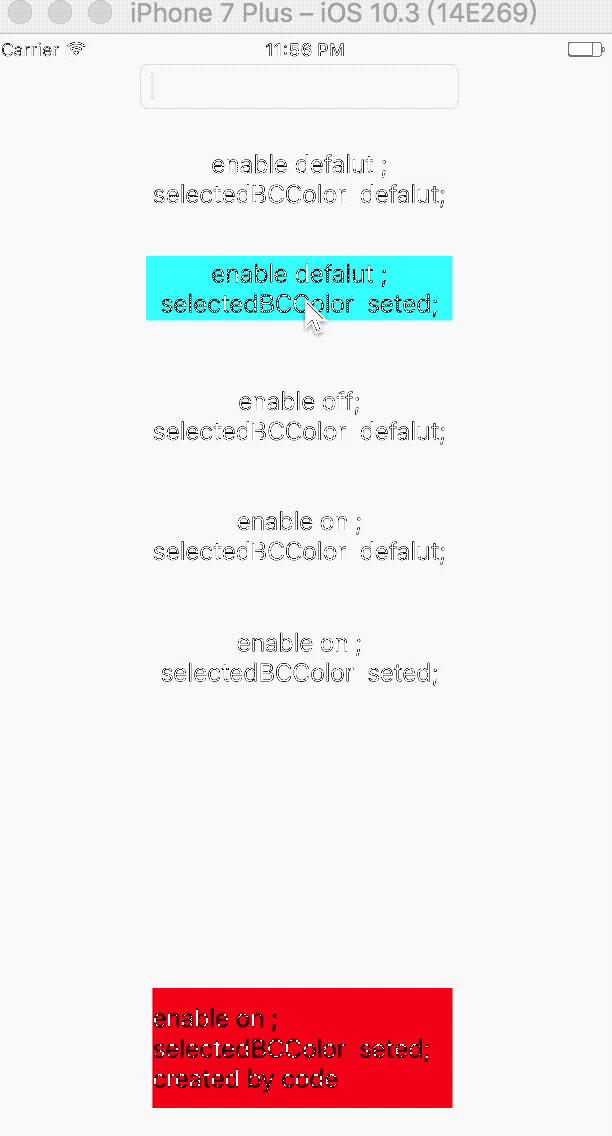 iPhone 7 Plus – iOS 10.3 (14E269)
Carrier 11:56 PM
enable defalut ;
selectedBCColor defalut;
enable defalut ;
selectedBCColor seted;
enable off;
selectedBCColor defalut;
enable on ;
selectedBCColor defalut;
enable on ;
selectedBCColor seted;
enable on ;
selectedBCColor seted;
created by code